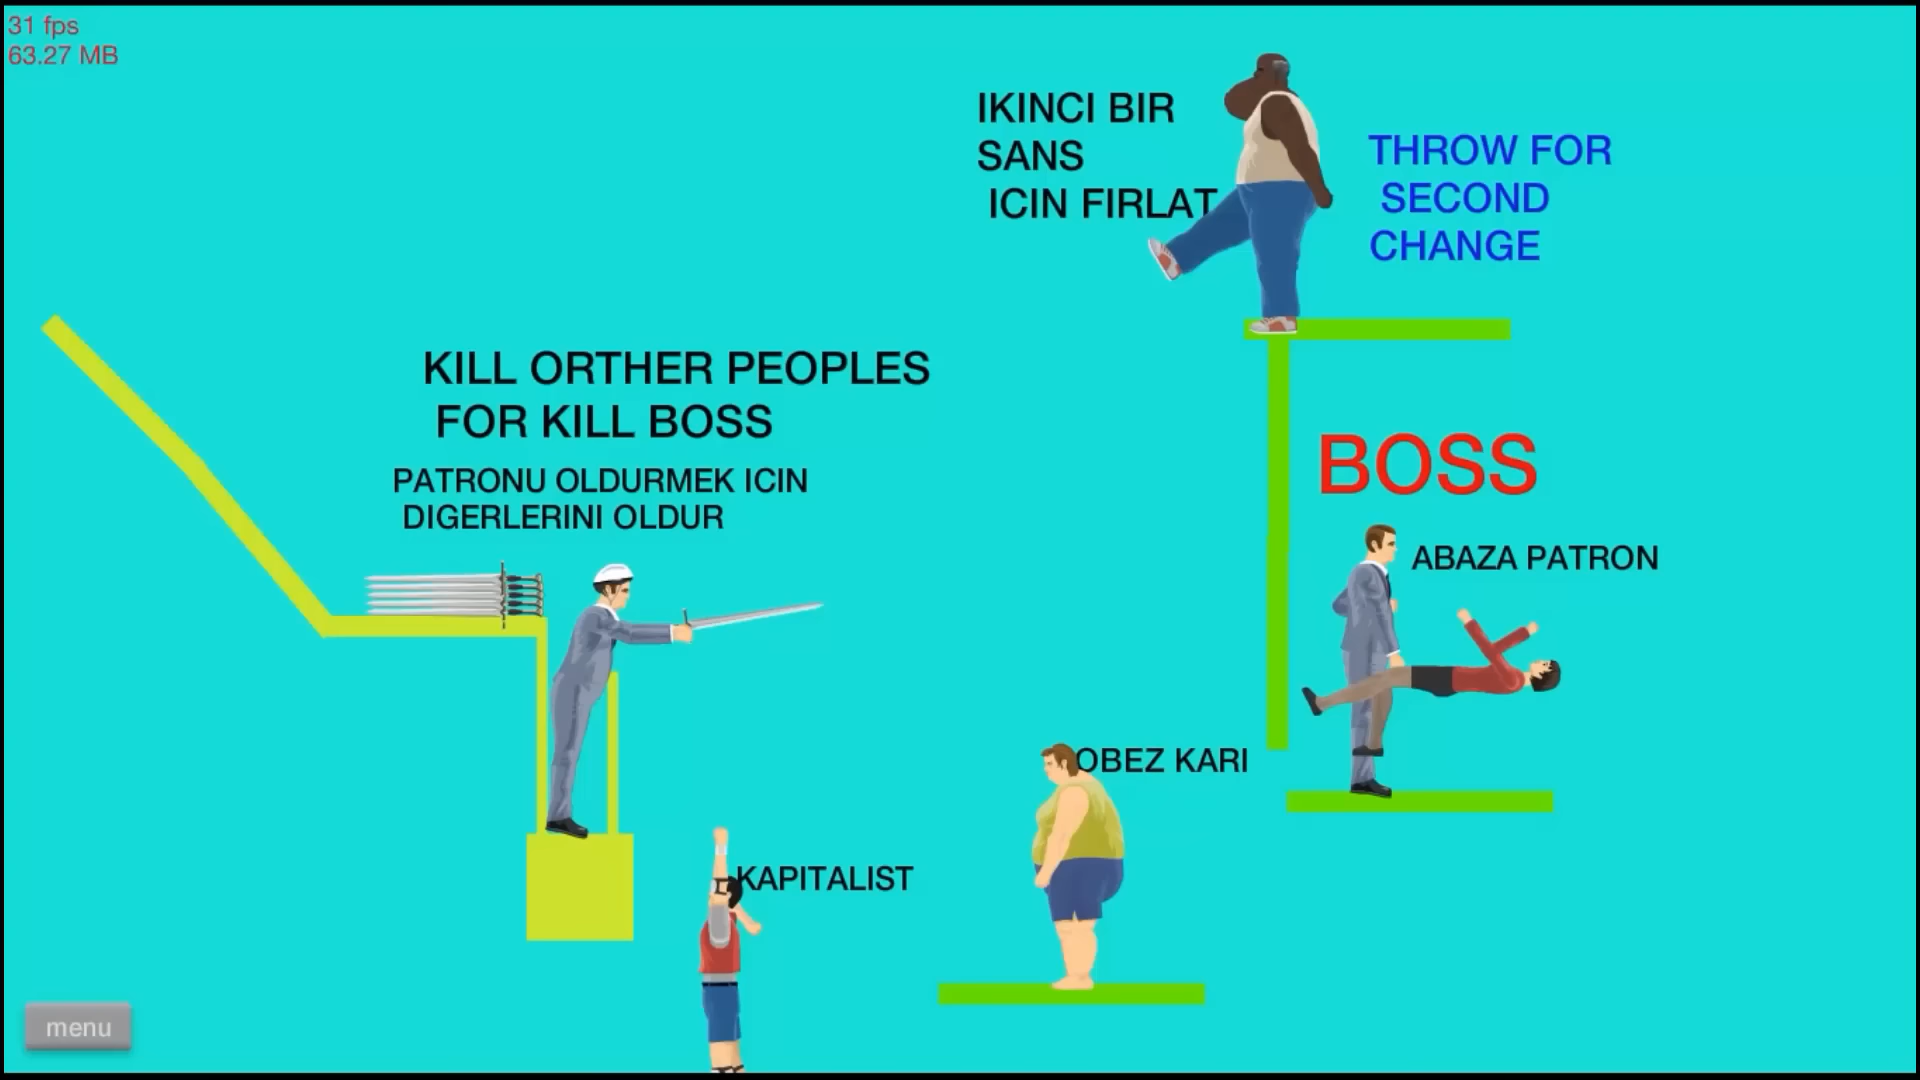 31 fps
63.27 MB
IKINCI BIR
SANS
ICIN FIRLAT
THROW FOR
SECOND
CHANGE
KILL ORTHER PEOPLES
FOR KILL BOSS
PATRONU OLDURMEK ICIN
DIGERLERINI OLDUR
BOSS
ABAZA PATRON
OBEZ KARI
KAPITALIST
menu